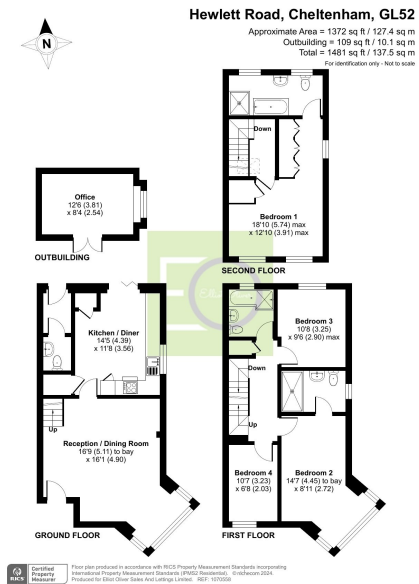 Hewlett Road, Cheltenham, GL52
Approximate Area = 1372 sq ft / 127.4 sq m
Outbuilding = 109 sq ft / 10.1 sq m
Total = 1481 sq ft / 137.5 sq m
For identification only - Not to scale
N
Down
Bedroom 1
18'10 (5.74) max
x 12'10 (3.91) max
SECOND FLOOR
Office
12'6 (3.81)
x 8'4 (2.54)
OUTBUILDING
Kitchen / Diner
14'5 (4.39)
x 11'8 (3.56)
Up
Reception / Dining Room
16'9 (5.11) to bay
x 16'1 (4.90)
GROUND FLOOR
Bedroom 3
10'8 (3.25)
x 9'6 (2.90) max
Down
Up
Bedroom 4
10'7 (3.23)
x 6'8 (2.03)
Bedroom 2
14'7 (4.45) to bay
x 8'11 (2.72)
FIRST FLOOR
RICS
Certified
Property
Measurer
Floor plan produced in accordance with RICS Property Measurement Standards incorporating
International Property Measurement Standards (IPMS2 Residential). ©nichecom 2024.
Produced for Elliot Oliver Sales And Lettings Limited. REF: 1070558